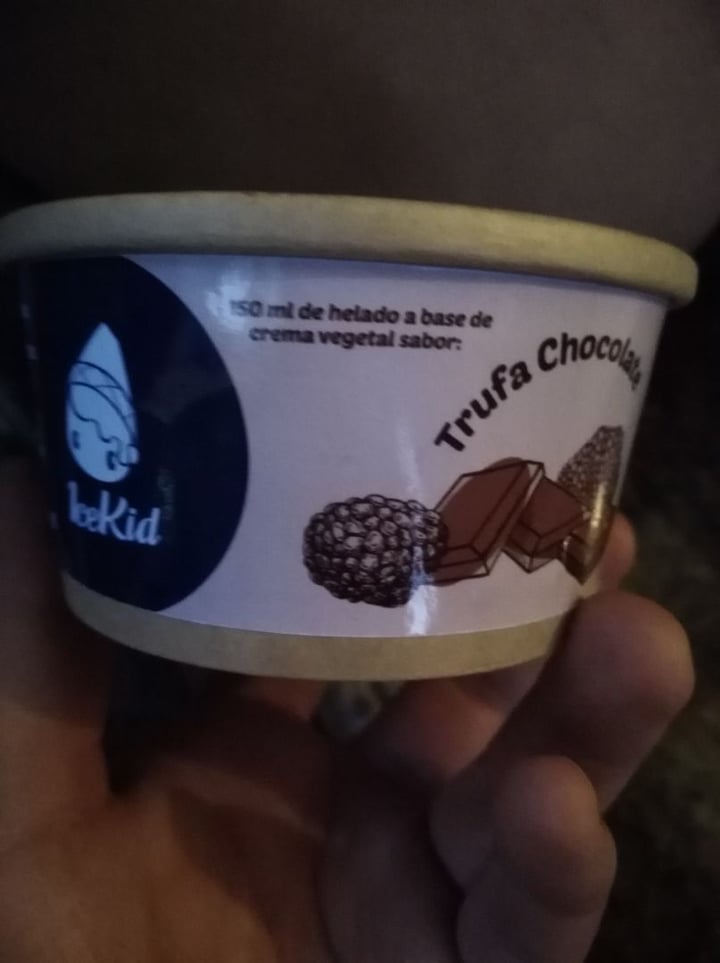 150 ml de helado a base de
crema vegetal sabor:
Trufa Chocolate
IceKid